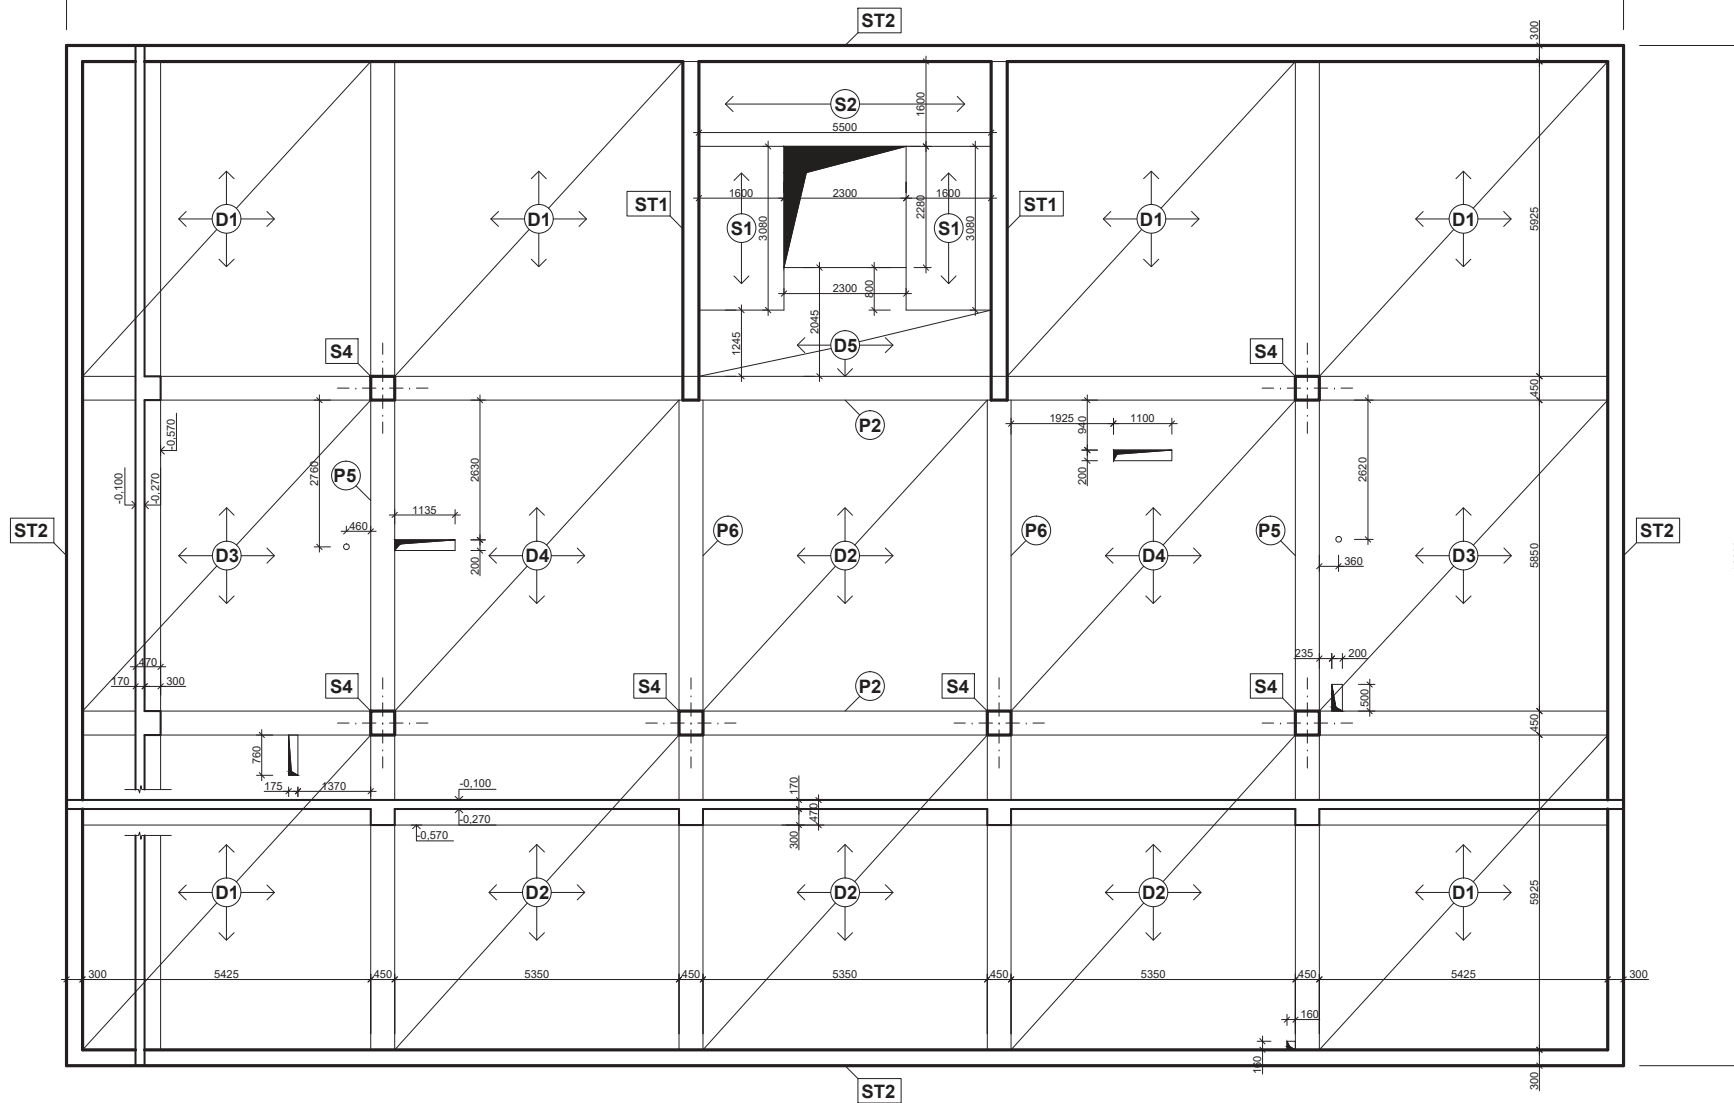 ST2
300
S2
5500
1600
D1
D1
ST1
1600
2300
1600
ST1
D1
D1
5925
S1
3080
2280
S1
3080
2300
800
2045
1245
D5
S4
S4
450
P2
1925
1100
940
200
-0,570
-0,100
-0,270
2760
P5
2630
2620
1135
460
200
ST2
P6
P6
P5
ST2
D3
D4
D2
D4
D3
360
5850
470
170
300
235
200
500
S4
S4
P2
S4
S4
450
760
175
1370
-0,100
-0,270
-0,570
170
470
300
D1
D2
D2
D2
D1
5925
300
5425
450
5350
450
5350
450
5350
450
5425
300
160
160
300
ST2